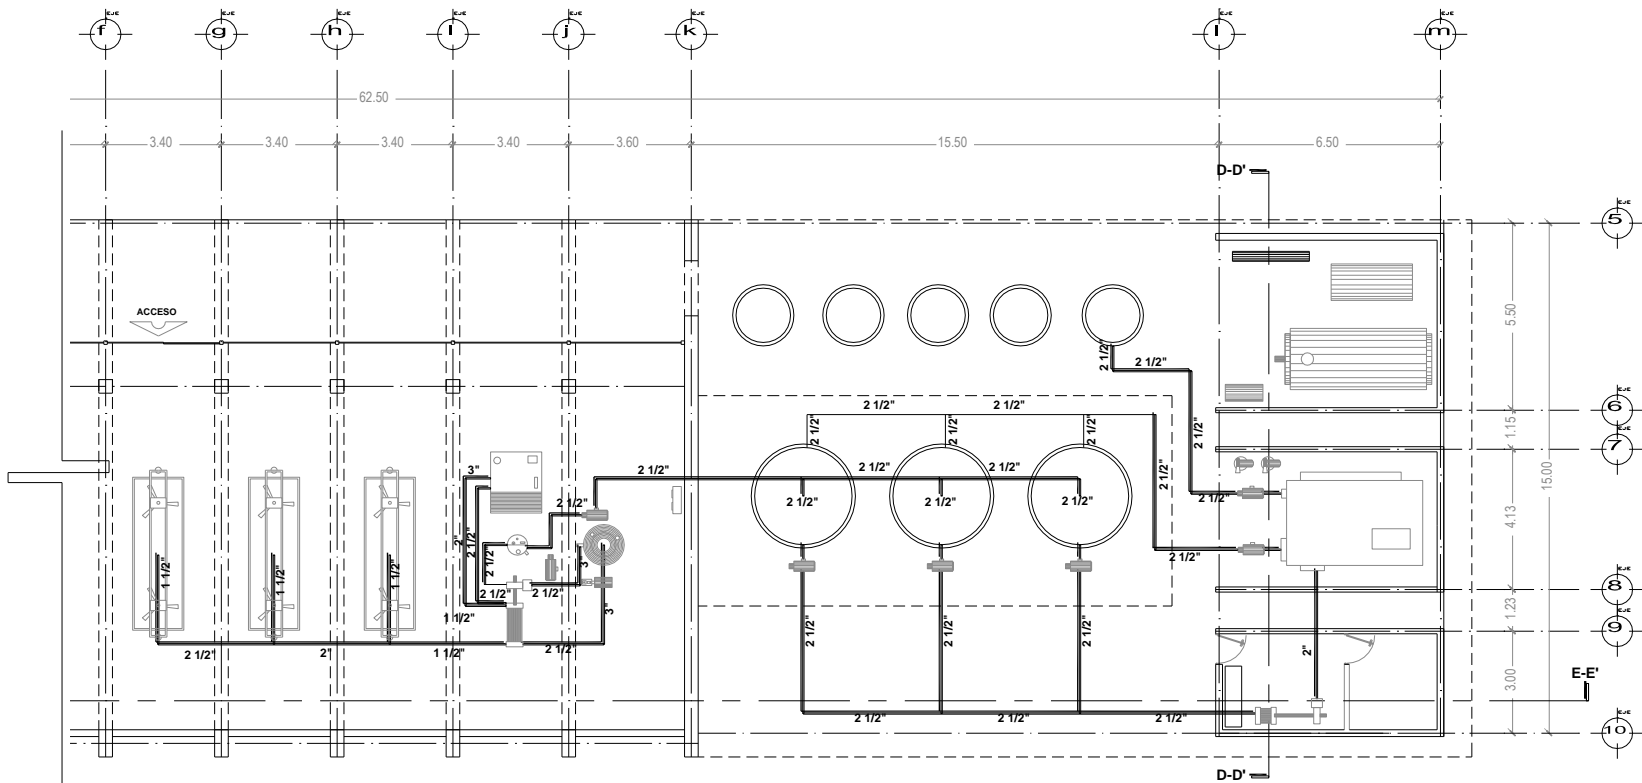 EJE EJE EJE EJE EJE EJE EJE EJE
f g h i j k l m
62.50
3.40 3.40 3.40 3.40 3.60 15.50 6.50
D-D'
EJE
5
ACCESO
5.50
2 1/2" 2 1/2"
EJE
6
2 1/2" 2 1/2"
1.15
2 1/2" 2 1/2" 2 1/2" 2 1/2"
EJE
7
3" 2 1/2" 2 1/2" 2 1/2" 2 1/2"
15.00
2 1/2" 2 1/2" 2 1/2" 2 1/2" 2 1/2"
4.13
2" 2 1/2" 2 1/2" 3" 2 1/2"
1 1/2" 1 1/2" 1 1/2"
2 1/2" 2 1/2"
EJE
8
1 1/2" 3"
1.23
EJE
9
2 1/2" 2 1/2" 2 1/2" 2"
2 1/2" 2" 1 1/2" 2 1/2"
3.00
E-E'
2 1/2" 2 1/2" 2 1/2"
EJE
10
D-D'